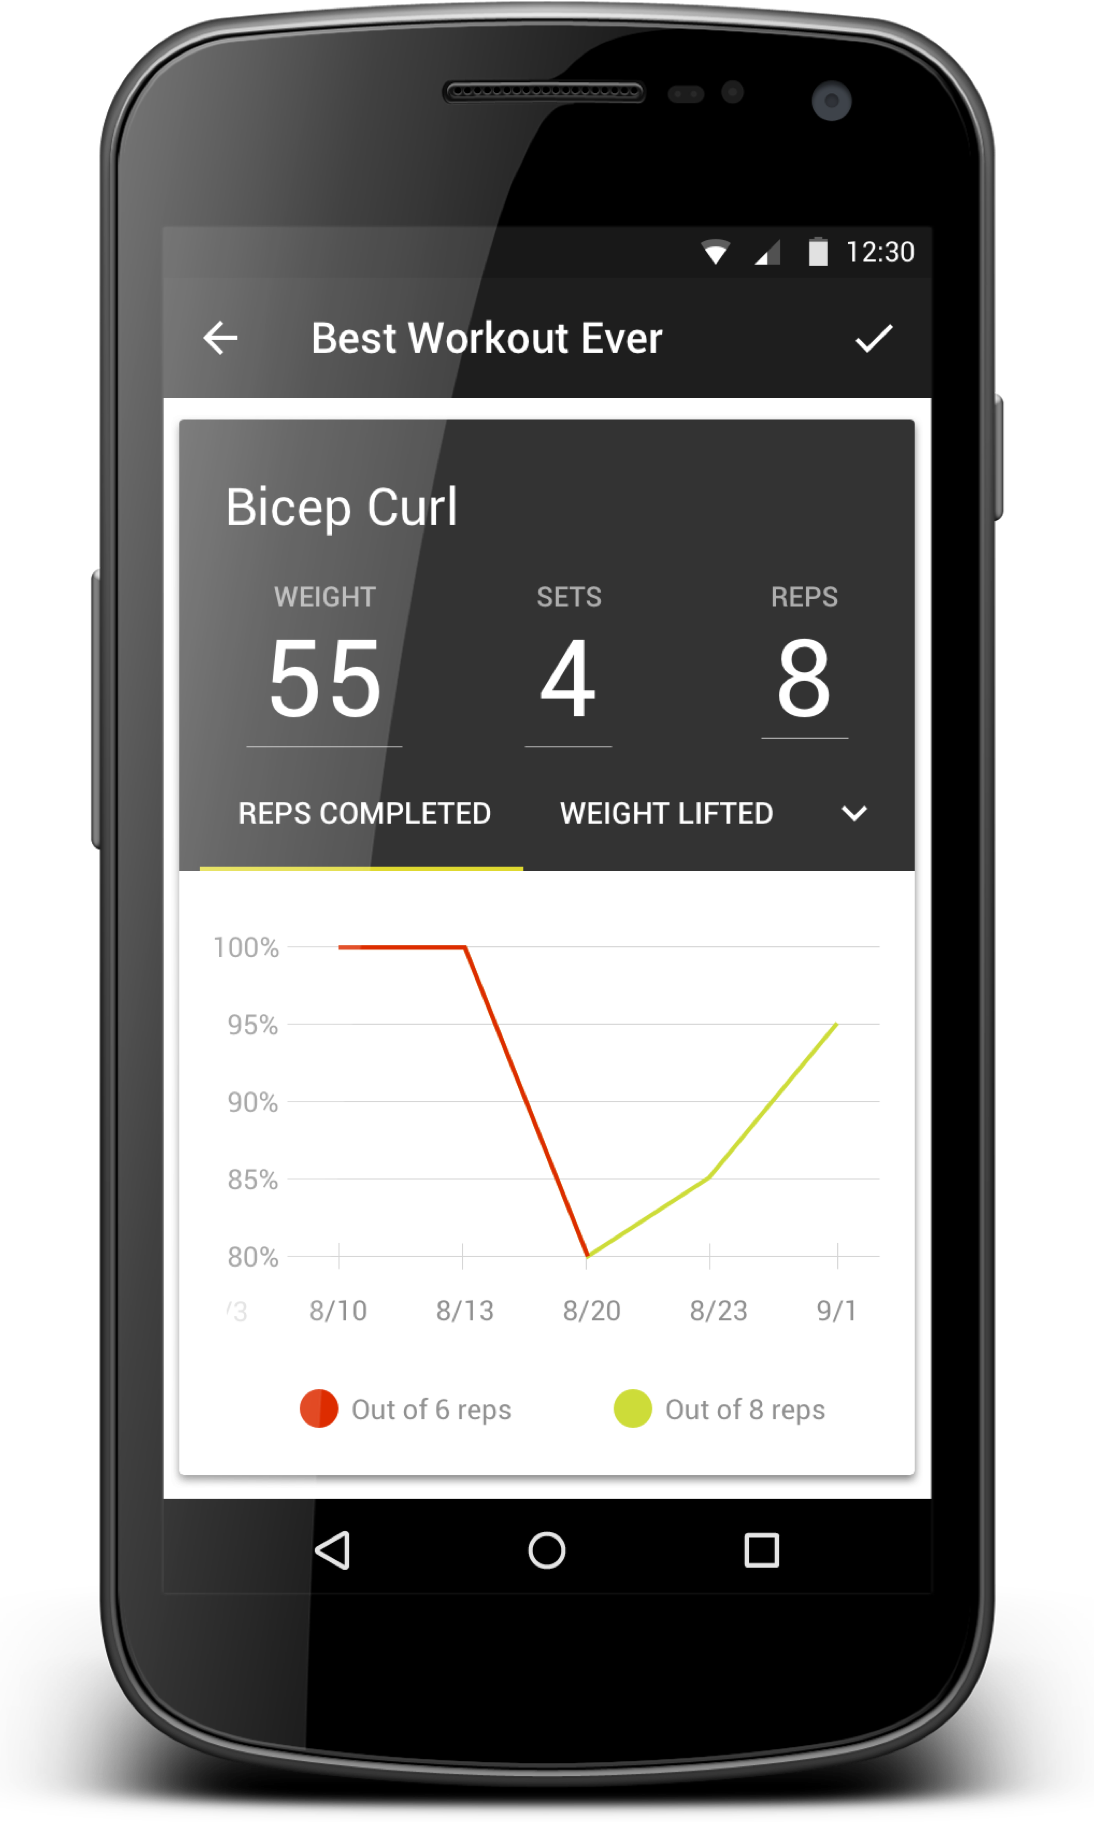 12:30
Best Workout Ever
Bicep Curl
WEIGHT SETS REPS
55 4 8
REPS COMPLETED WEIGHT LIFTED
100%
95%
90%
85%
80%
/3 8/10 8/13 8/20 8/23 9/1
Out of 6 reps Out of 8 reps